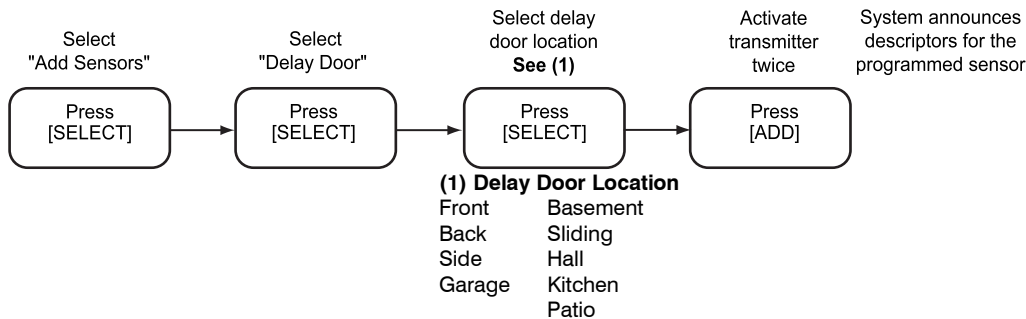 Select
"Add Sensors"
Press
[SELECT]
Select
"Delay Door"
Press
[SELECT]
Select delay
door location
See (1)
Press
[SELECT]
Activate
transmitter
twice
Press
[ADD]
System announces
descriptors for the
programmed sensor
(1) Delay Door Location
Front
Back
Side
Garage
Basement
Sliding
Hall
Kitchen
Patio